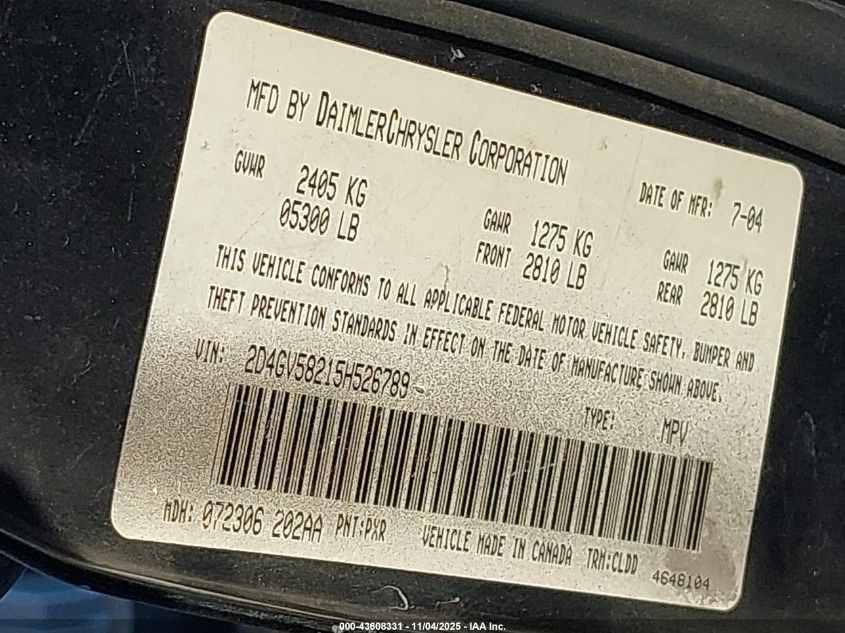 MFD BY DAIMLERCHRYSLER CORPORATION
DATE OF MFR: 7-04
GVWR 2405 KG
05300 LB
GAWR 1275 KG
FRONT 2810 LB
GAWR 1275 KG
REAR 2810 LB
THIS VEHICLE CONFORMS TO ALL APPLICABLE FEDERAL MOTOR VEHICLE SAFETY, BUMPER AND
THEFT PREVENTION STANDARDS IN EFFECT ON THE DATE OF MANUFACTURE SHOWN ABOVE.
VIN: 2D4GV58215H526789
TYPE: MPV
MDH: 072306 202AA PNT:PXR VEHICLE MADE IN CANADA TRM:CLDD 4648104
000-43608331 - 11/04/2025 - IAA Inc.